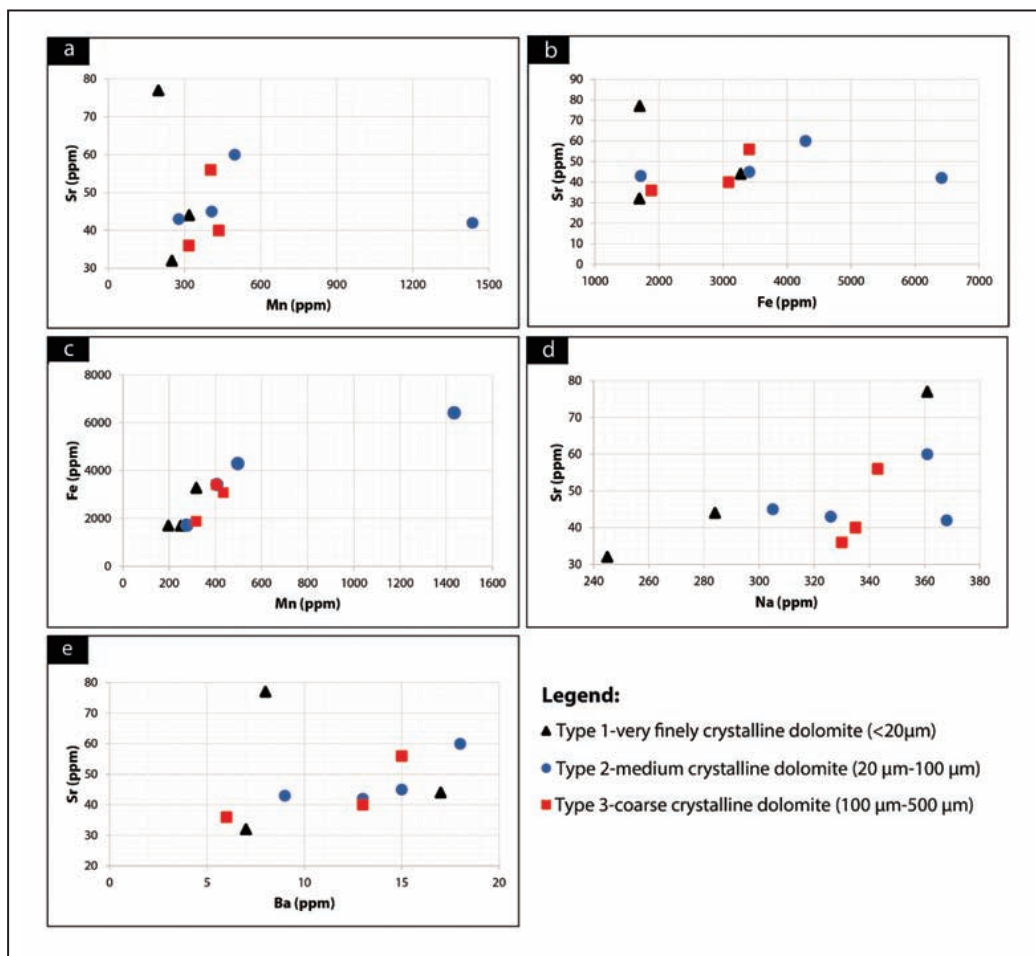 a
80
70
60
50
40
30
Sr (ppm)
0 300 600 900 1200 1500
Mn (ppm)
b
90
80
70
60
50
40
30
20
10
0
Sr (ppm)
1000 2000 3000 4000 5000 6000 7000
Fe (ppm)
c
8000
6000
4000
2000
0
Fe (ppm)
0 200 400 600 800 1000 1200 1400 1600
Mn (ppm)
d
80
70
60
50
40
30
Sr (ppm)
240 260 280 300 320 340 360 380
Na (ppm)
e
80
70
60
50
40
30
20
Sr (ppm)
0 5 10 15 20
Ba (ppm)
Legend:
Type 1-very finely crystalline dolomite (<20µm)
Type 2-medium crystalline dolomite (20 µm-100 µm)
Type 3-coarse crystalline dolomite (100 µm-500 µm)